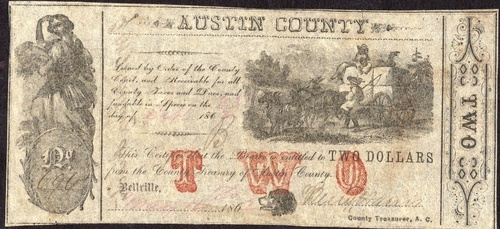 AUSTIN COUNTY
Issued by Order of the County
Court, and Receivable for all
County Taxes and Dues, and
payable in Specie on the
day of 186
B
This Certifies that the Bearer is entitled to TWO DOLLARS
from the County Treasury of Austin County.
TWO
Bellville, 186
County Treasurer, A. C.
No
TWO